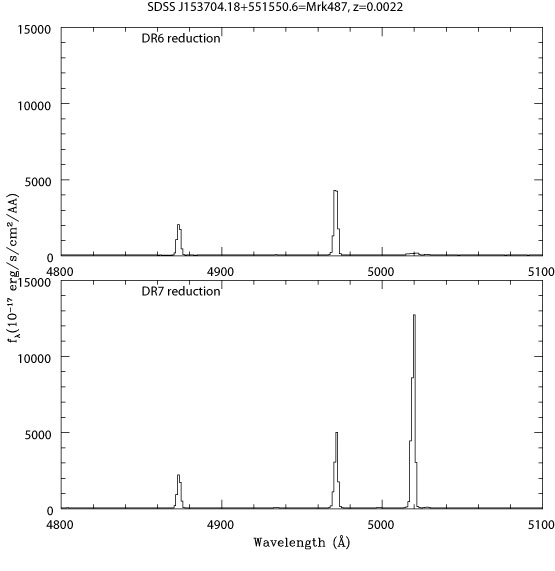 SDSS J153704.18+551550.6=Mrk487, z=0.0022
DR6 reduction
15000
10000
5000
0
4800 4900 5000 5100
DR7 reduction
15000
10000
5000
0
4800 4900 5000 5100
Wavelength (Å)
f_λ(10⁻¹⁷ erg/s/cm²/AA)